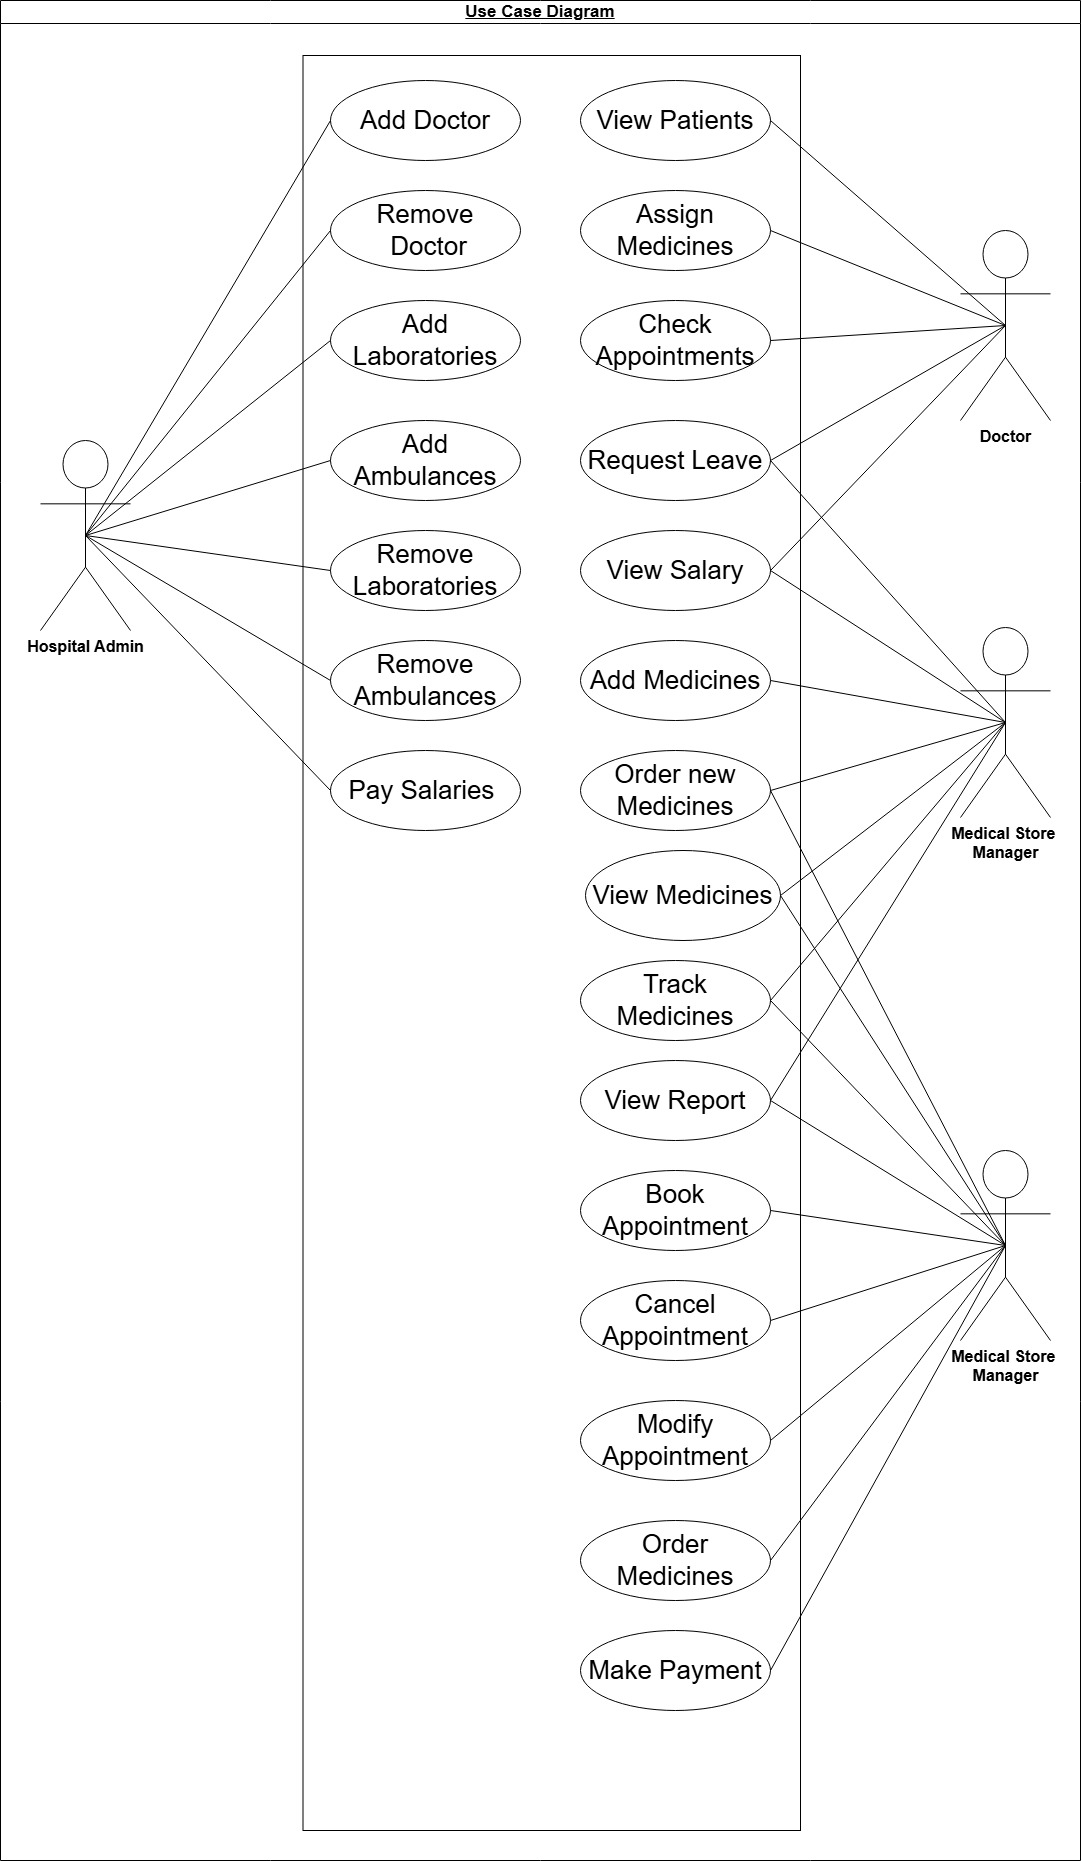 Use Case Diagram
Add Doctor
Remove
Doctor
Add
Laboratories
Add
Ambulances
Remove
Laboratories
Remove
Ambulances
Pay Salaries
Hospital Admin
View Patients
Assign
Medicines
Check
Appointments
Request Leave
View Salary
Add Medicines
Order new
Medicines
View Medicines
Track
Medicines
View Report
Book
Appointment
Cancel
Appointment
Modify
Appointment
Order
Medicines
Make Payment
Doctor
Medical Store
Manager
Medical Store
Manager